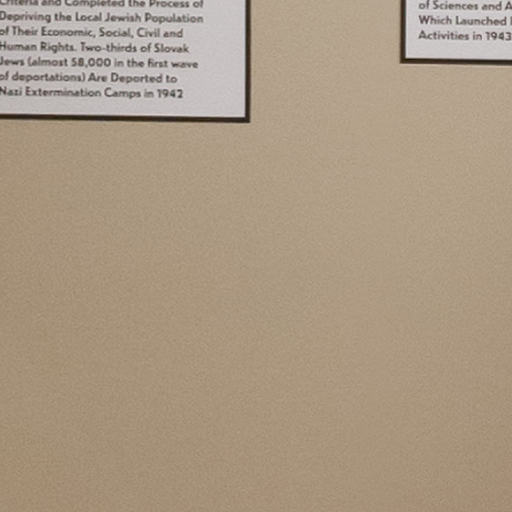 Criteria and Completed the Process of
Depriving the Local Jewish Population
of Their Economic, Social, Civil and
Human Rights. Two-thirds of Slovak
Jews (almost 58,000 in the first wave
of deportations) Are Deported to
Nazi Extermination Camps in 1942
of Sciences and A
Which Launched
Activities in 1943